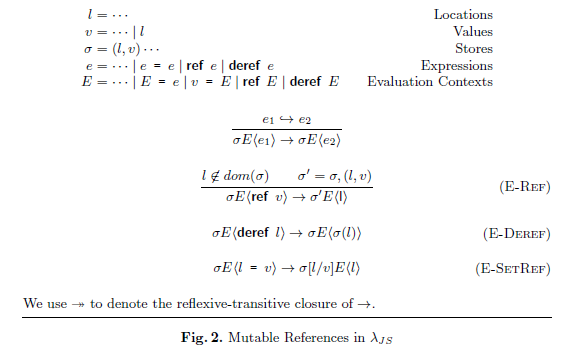 l = ⋯ Locations
v = ⋯ | l Values
σ = (l, v) ⋯ Stores
e = ⋯ | e = e | ref e | deref e Expressions
E = ⋯ | E = e | v = E | ref E | deref E Evaluation Contexts
e₁ ↪ e₂
σE⟨e₁⟩ → σE⟨e₂⟩
l ∉ dom(σ) σ′ = σ, (l, v)
σE⟨ref v⟩ → σ′E⟨l⟩ (E-Ref)
σE⟨deref l⟩ → σE⟨σ(l)⟩ (E-Deref)
σE⟨l = v⟩ → σ[l/v]E⟨l⟩ (E-SetRef)
We use ↠ to denote the reflexive-transitive closure of →.
Fig. 2. Mutable References in λJS